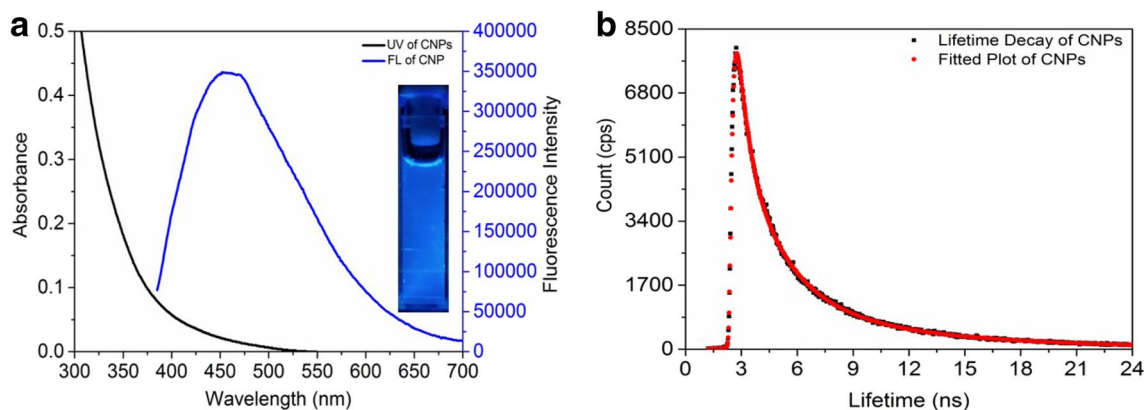 a
UV of CNPs
FL of CNP
0.5
0.4
0.3
0.2
0.1
0.0
Absorbance
300 350 400 450 500 550 600 650 700
Wavelength (nm)
400000
350000
300000
250000
200000
150000
100000
50000
0
Fluorescence Intensity
b
Lifetime Decay of CNPs
Fitted Plot of CNPs
8500
6800
5100
3400
1700
0
Count (cps)
0 3 6 9 12 15 18 21 24
Lifetime (ns)